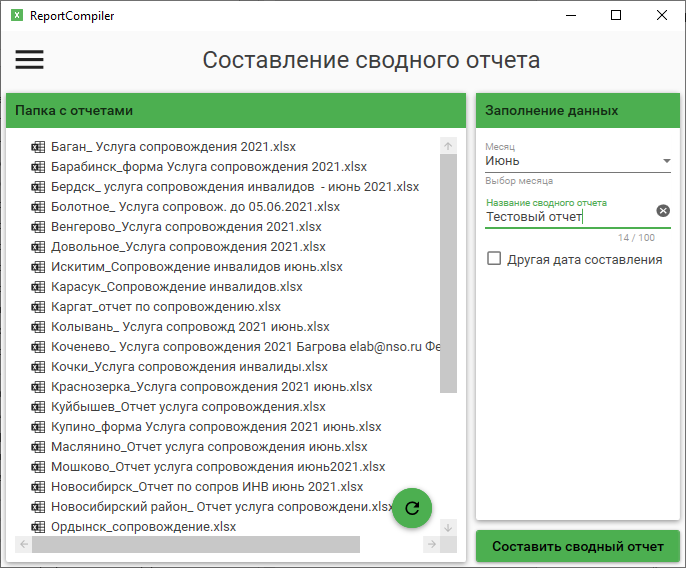 ReportCompiler
Составление сводного отчета
Папка с отчетами
Баган_ Услуга сопровождения 2021.xlsx
Барабинск_форма Услуга сопровождения 2021.xlsx
Бердск_ услуга сопровождения инвалидов - июнь 2021.xlsx
Болотное_ Услуга сопровож. до 05.06.2021.xlsx
Венгерово_Услуга сопровождения 2021.xlsx
Довольное_Услуга сопровождения 2021.xlsx
Искитим_Сопровождение инвалидов июнь.xlsx
Карасук_Сопровождение инвалидов.xlsx
Каргат_отчет по сопровождению.xlsx
Колывань_ Услуга сопровожд 2021 июнь.xlsx
Коченево_ Услуга сопровождения 2021 Багрова elab@nso.ru Фе
Кочки_Услуга сопровождения инвалиды.xlsx
Краснозерка_Услуга сопровождения 2021 июнь.xlsx
Куйбышев_Отчет услуга сопровождения.xlsx
Купино_форма Услуга сопровождения 2021 июнь.xlsx
Маслянино_Отчет услуга сопровождения июнь.xlsx
Мошково_Отчет услуга сопровождения июнь2021.xlsx
Новосибирск_Отчет по сопров ИНВ июнь 2021.xlsx
Новосибирский район_ Отчет услуга сопровождени.xlsx
Ордынск_сопровождение.xlsx
Заполнение данных
Месяц
Июнь
Выбор месяца
Название сводного отчета
Тестовый отчет
14 / 100
Другая дата составления
Составить сводный отчет